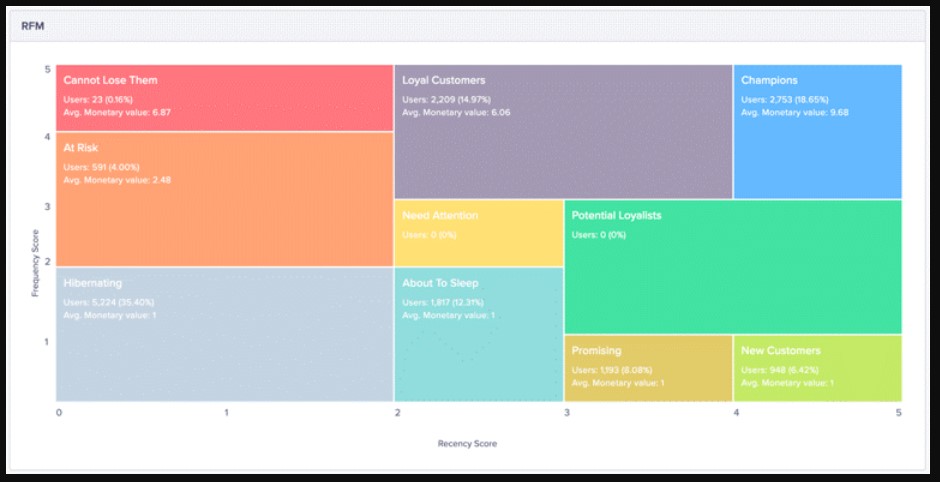 RFM
5
4
3
2
1
Frequency Score
Cannot Lose Them
Users: 23 (0.16%)
Avg. Monetary value: 6.87
At Risk
Users: 591 (4.00%)
Avg. Monetary value: 2.48
Hibernating
Users: 5,224 (35.40%)
Avg. Monetary value: 1
Loyal Customers
Users: 2,209 (14.97%)
Avg. Monetary value: 6.06
Champions
Users: 2,753 (18.65%)
Avg. Monetary value: 9.68
Need Attention
Users: 0 (0%)
Potential Loyalists
Users: 0 (0%)
About To Sleep
Users: 1,817 (12.31%)
Avg. Monetary value: 1
Promising
Users: 1,193 (8.08%)
Avg. Monetary value: 1
New Customers
Users: 948 (6.42%)
Avg. Monetary value: 1
0 1 2 3 4 5
Recency Score